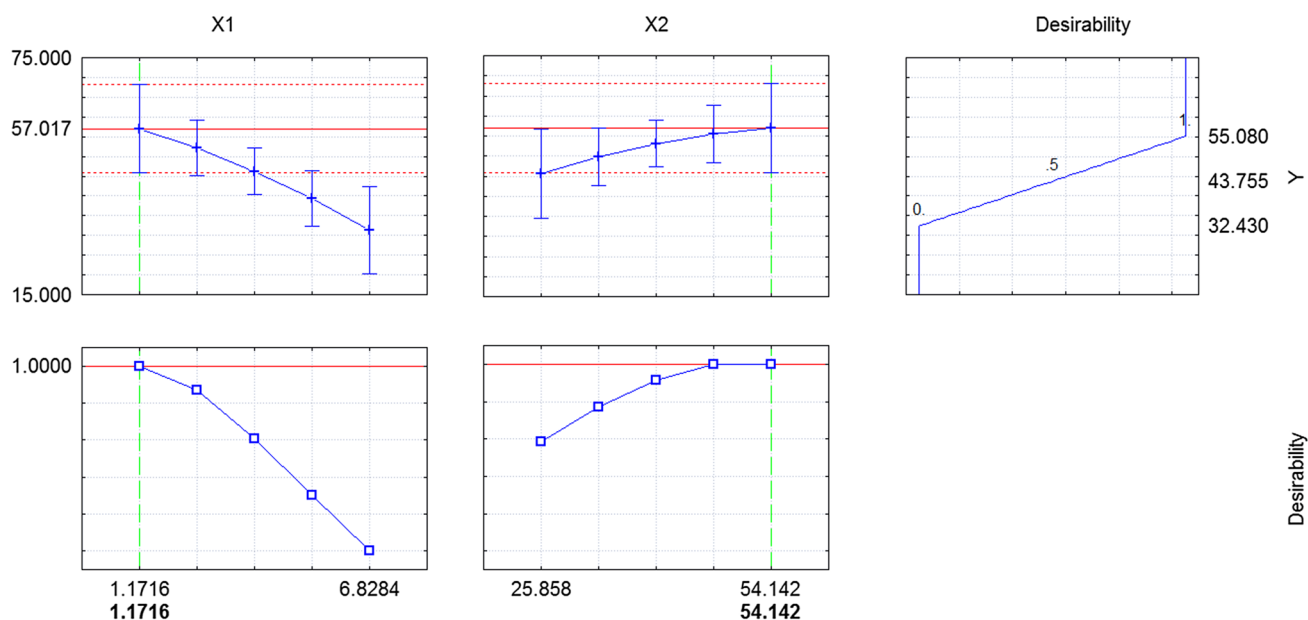 X1 X2 Desirability
75.000
57.017
15.000
1.
.5
0.
55.080
43.755
32.430
Y
1.0000
Desirability
1.1716 6.8284 25.858 54.142
1.1716 54.142